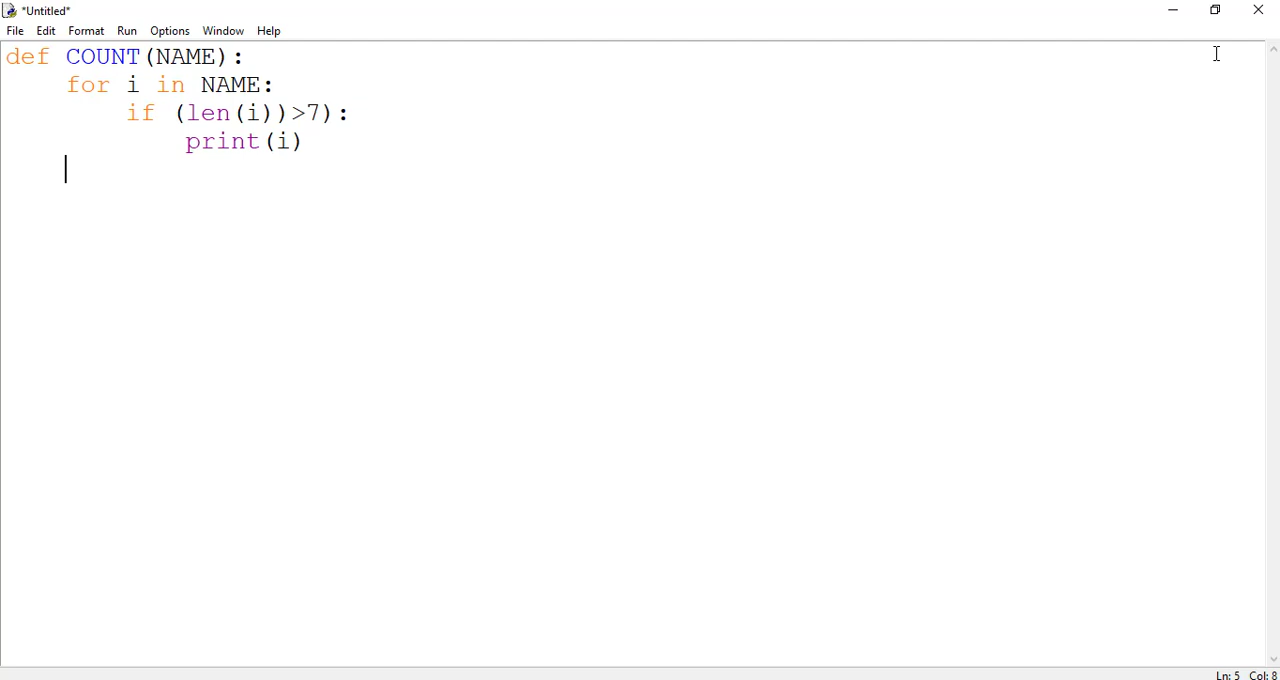 *Untitled*
File Edit Format Run Options Window Help
def COUNT(NAME):
    for i in NAME:
        if (len(i))>7):
            print(i)
Ln: 5 Col: 8